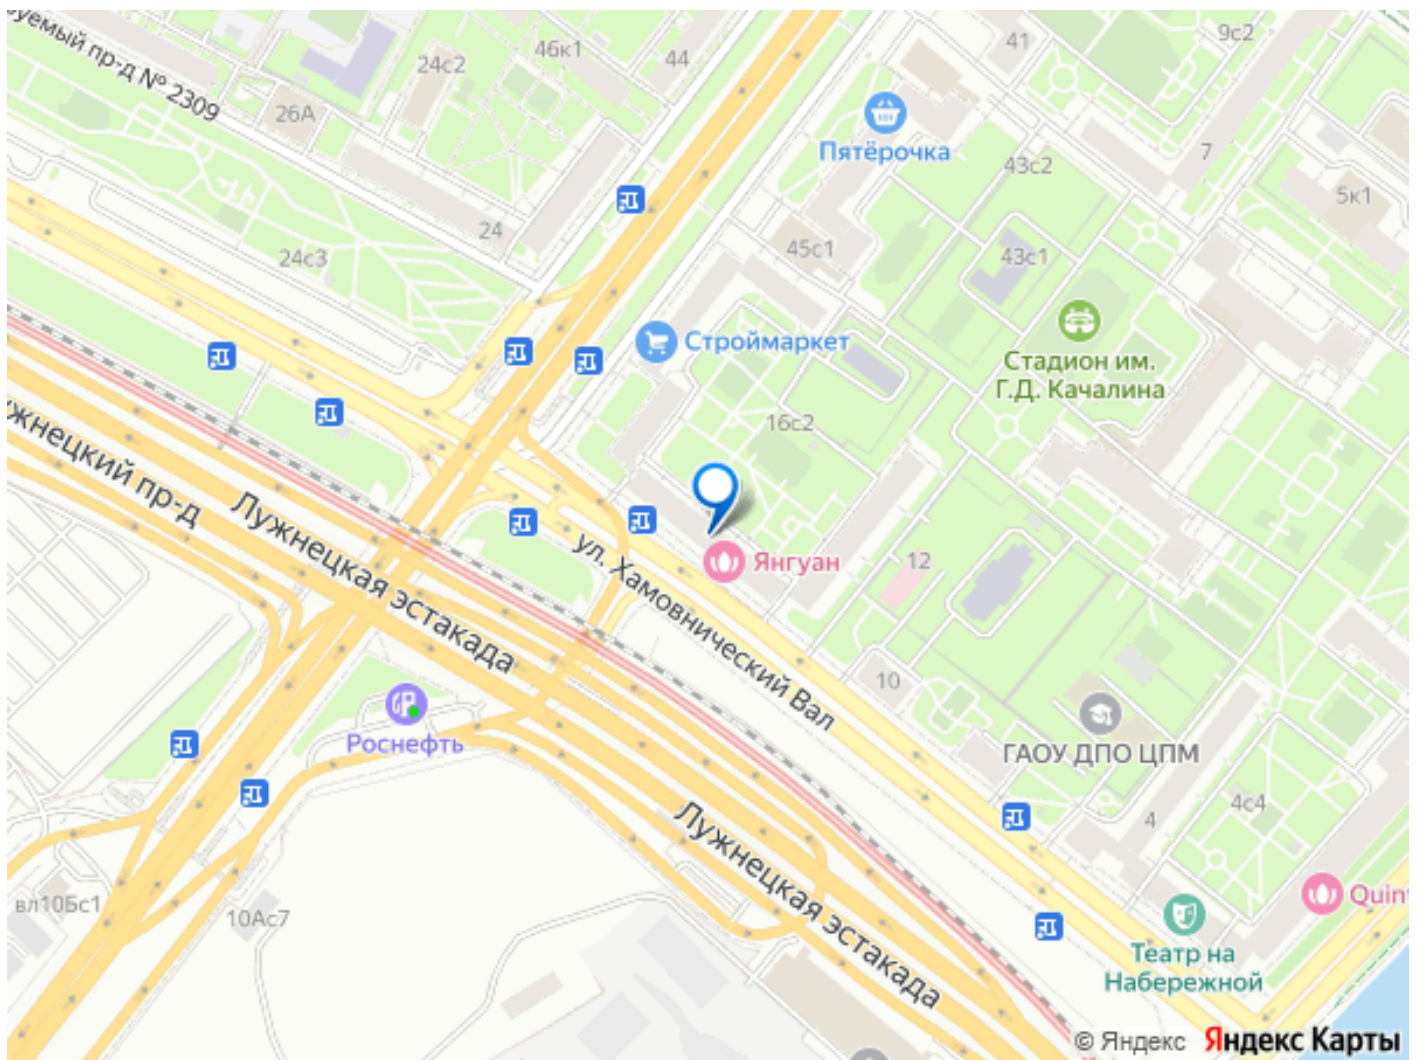 уемый пр-д № 2309
46к1
44
24с2
26А
41
9с2
Пятёрочка
43с2
7
5к1
24
24с3
45с1
43с1
Строймаркет
Стадион им.
Г.Д. Качалина
16с2
жнецкий пр-д
Лужнецкая эстакада
ул. Хамовнический Вал
Янгуан
12
10
Роснефть
ГАОУ ДПО ЦПМ
4
4с4
Лужнецкая эстакада
вл10Бс1
10Ас7
Quint
Театр на
Набережной
© Яндекс Яндекс Карты